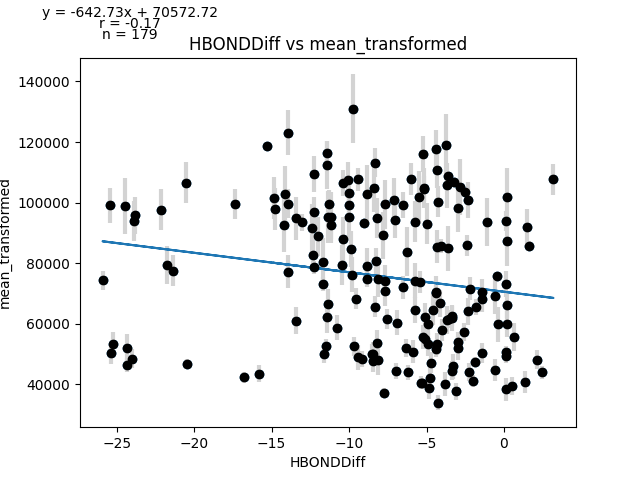 y = -642.73x + 70572.72
r = -0.17
n = 179
HBONDDiff vs mean_transformed
140000
120000
100000
80000
60000
40000
mean_transformed
−25 −20 −15 −10 −5 0
HBONDDiff